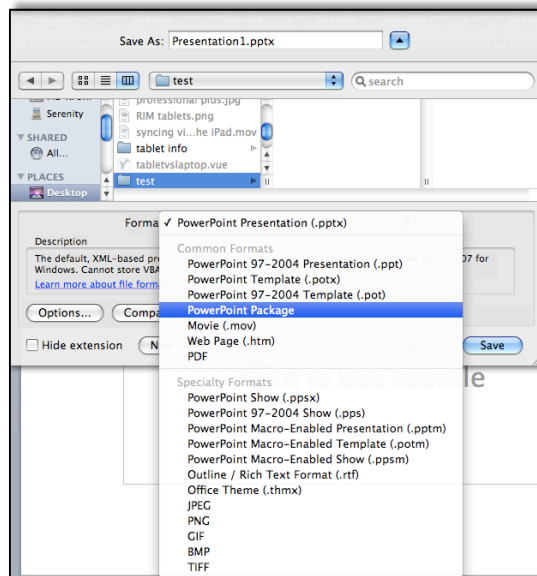 Save As: Presentation1.pptx
test
search
Serenity
SHARED
All...
PLACES
Desktop
professional plus.jpg
RIM tablets.png
syncing vi...he iPad.mov
tablet info
tabletvslaptop.vue
test
Forma ✓ PowerPoint Presentation (.pptx)
Description
The default, XML-based pre
07 for
Windows. Cannot store VBA
Learn more about file forma
Options...
Compa
Hide extension
N
Save
Common Formats
PowerPoint 97-2004 Presentation (.ppt)
PowerPoint Template (.potx)
PowerPoint 97-2004 Template (.pot)
PowerPoint Package
Movie (.mov)
Web Page (.htm)
PDF
Specialty Formats
PowerPoint Show (.ppsx)
PowerPoint 97-2004 Show (.pps)
PowerPoint Macro-Enabled Presentation (.pptm)
PowerPoint Macro-Enabled Template (.potm)
PowerPoint Macro-Enabled Show (.ppsm)
Outline / Rich Text Format (.rtf)
Office Theme (.thmx)
JPEG
PNG
GIF
BMP
TIFF